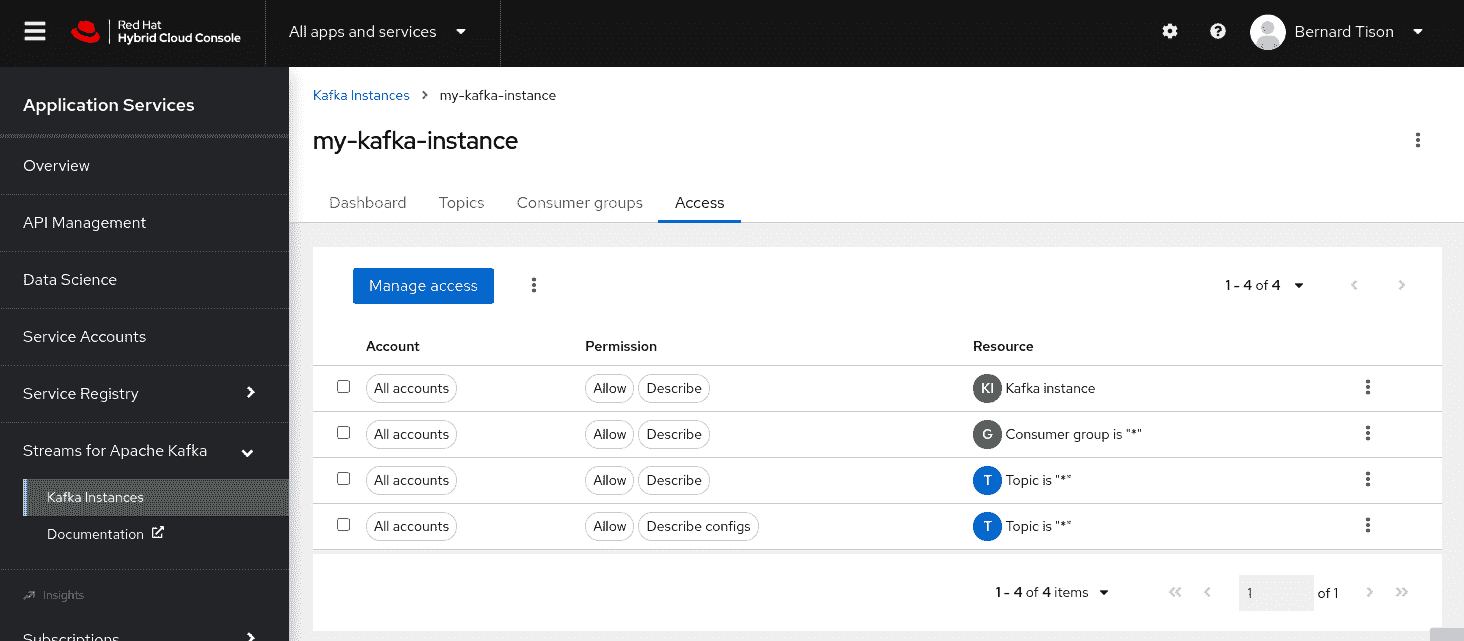 Red Hat
Hybrid Cloud Console
All apps and services
Bernard Tison
Application Services
Overview
API Management
Data Science
Service Accounts
Service Registry
Streams for Apache Kafka
Kafka Instances
Documentation
Insights
Subscriptions
Kafka Instances > my-kafka-instance
my-kafka-instance
Dashboard Topics Consumer groups Access
Manage access 1 - 4 of 4
Account Permission Resource
All accounts Allow Describe KI Kafka instance
All accounts Allow Describe G Consumer group is "*"
All accounts Allow Describe T Topic is "*"
All accounts Allow Describe configs T Topic is "*"
1 - 4 of 4 items 1 of 1